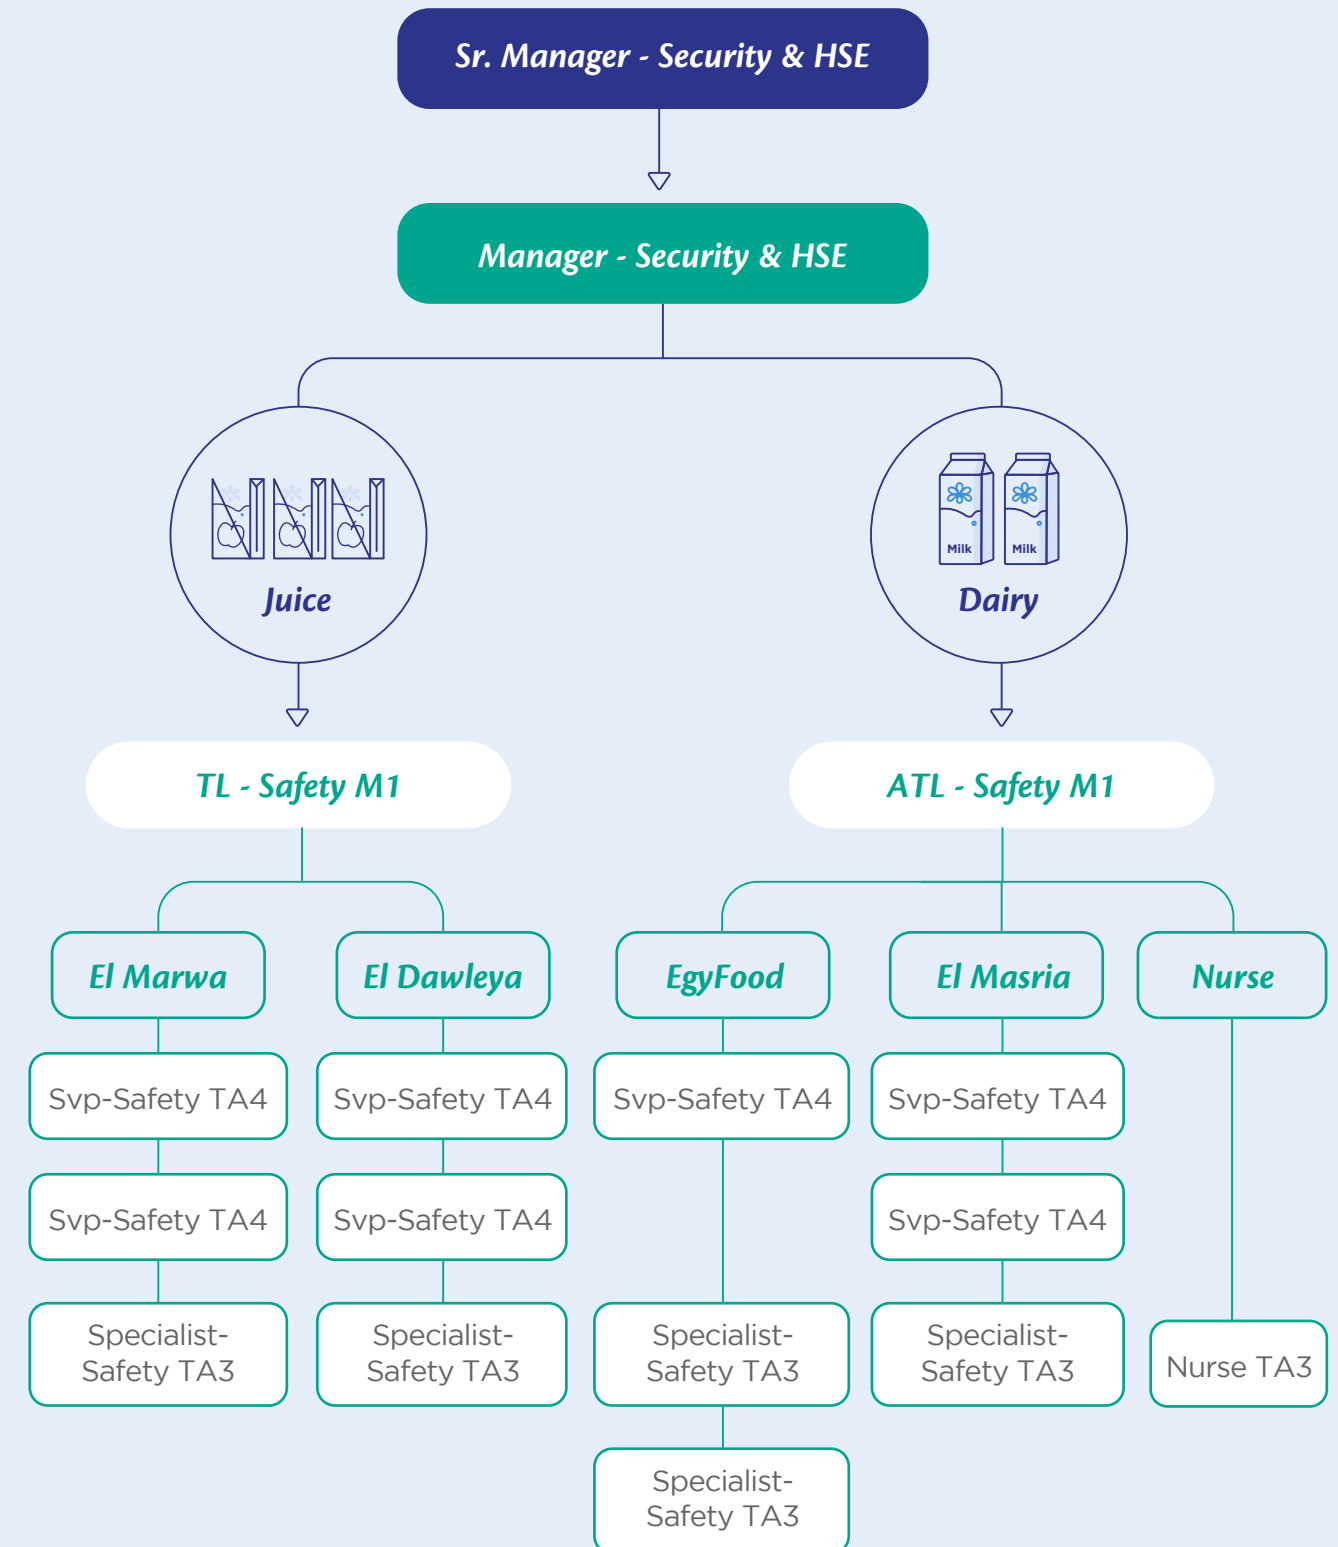 Sr. Manager - Security & HSE
Manager - Security & HSE
Juice
Milk
Milk
Dairy
TL - Safety M1
ATL - Safety M1
El Marwa
El Dawleya
EgyFood
El Masria
Nurse
Svp-Safety TA4
Svp-Safety TA4
Svp-Safety TA4
Svp-Safety TA4
Svp-Safety TA4
Svp-Safety TA4
Svp-Safety TA4
Specialist-
Safety TA3
Specialist-
Safety TA3
Specialist-
Safety TA3
Specialist-
Safety TA3
Nurse TA3
Specialist-
Safety TA3